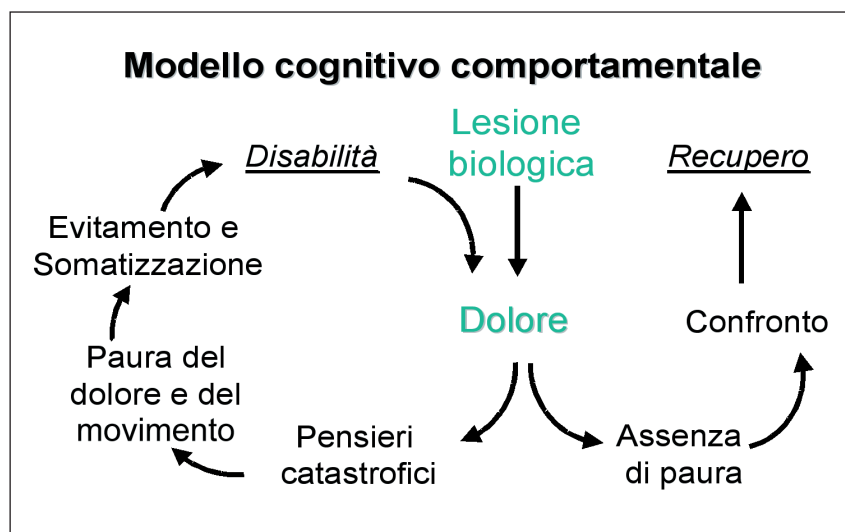 Modello cognitivo comportamentale
Lesione
biologica
Disabilità
Recupero
Evitamento e
Somatizzazione
Dolore
Confronto
Paura del
dolore e del
movimento
Pensieri
catastrofici
Assenza
di paura